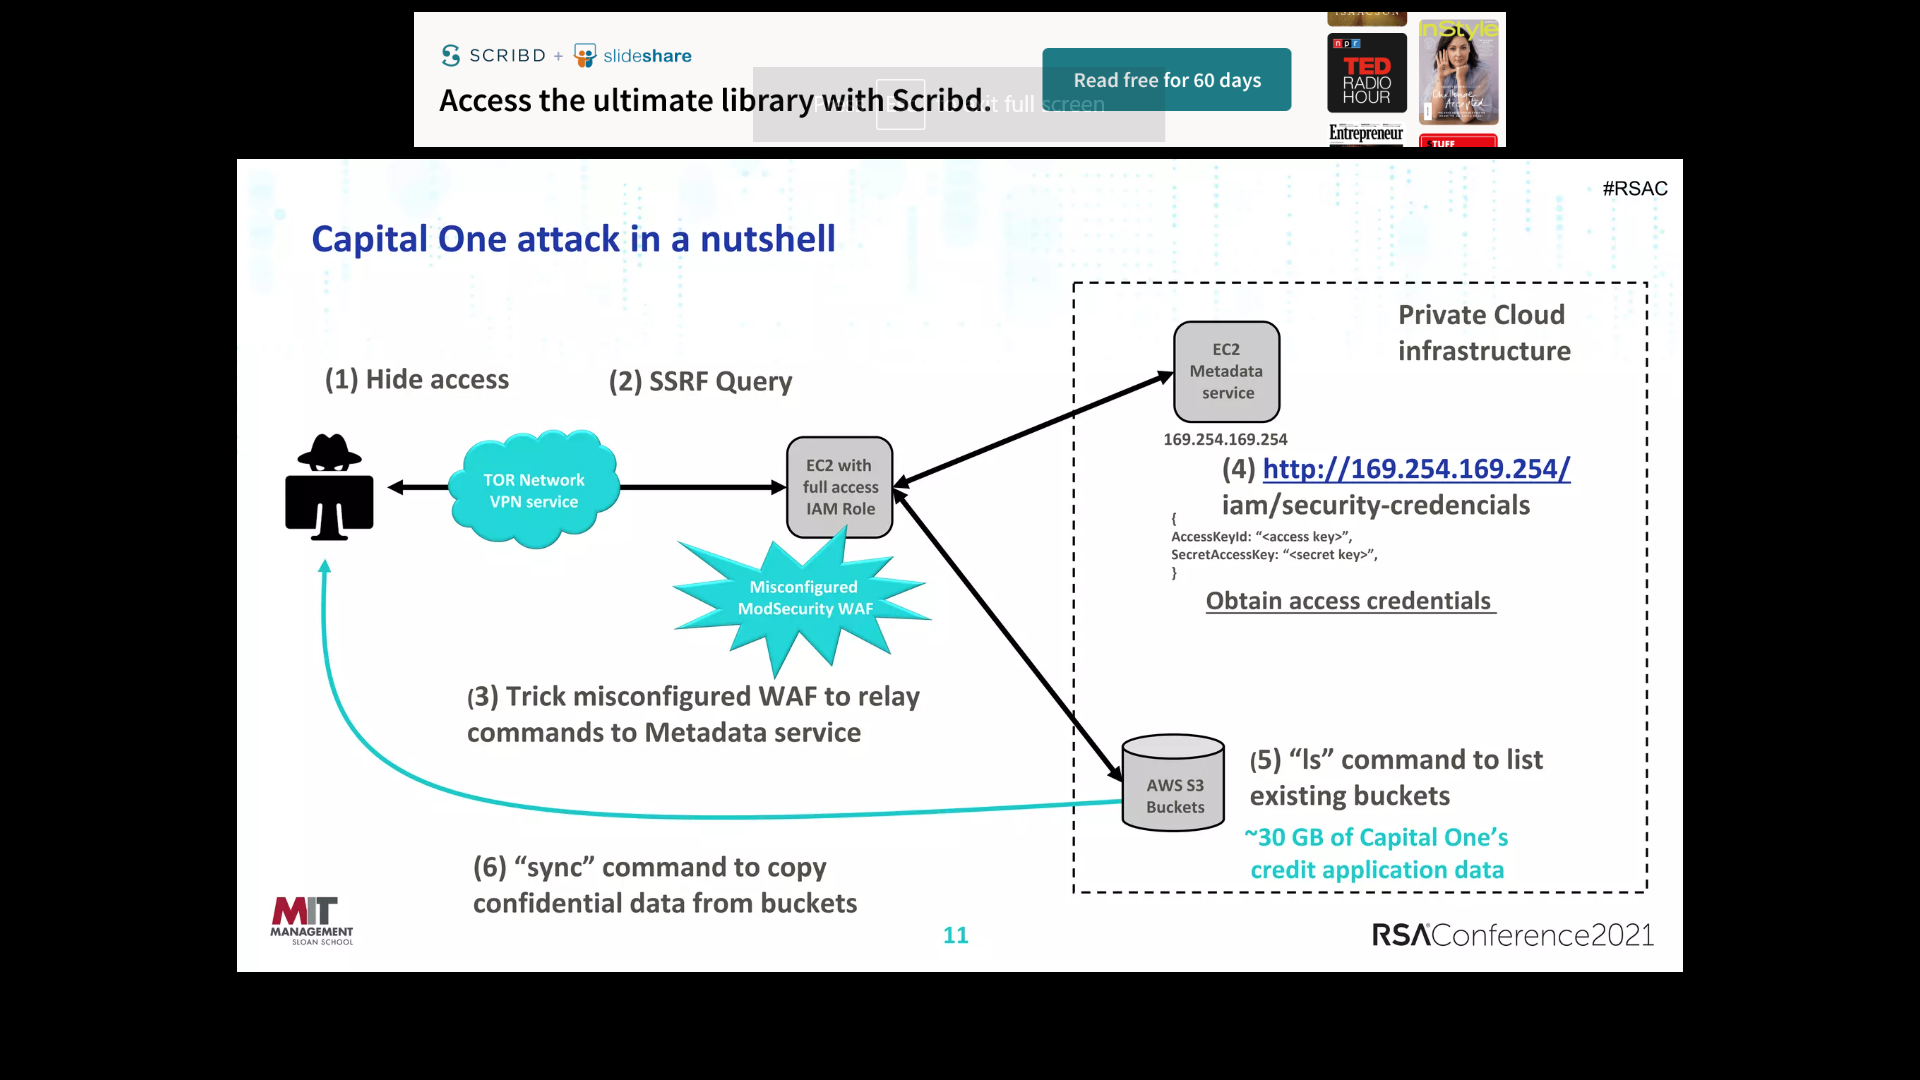 SCRIBD + slideshare
Access the ultimate library with Scribd.
Read free for 60 days
full screen
npr
TED
RADIO
HOUR
InStyle
Entrepreneur
STUFF
#RSAC
Capital One attack in a nutshell
Private Cloud
infrastructure
(1) Hide access
(2) SSRF Query
EC2
Metadata
service
169.254.169.254
TOR Network
VPN service
EC2 with
full access
IAM Role
(4) http://169.254.169.254/
iam/security-credencials
{
AccessKeyId: “<access key>”,
SecretAccessKey: “<secret key>”,
}
Obtain access credentials
Misconfigured
ModSecurity WAF
(3) Trick misconfigured WAF to relay
commands to Metadata service
AWS S3
Buckets
(5) “ls” command to list
existing buckets
~30 GB of Capital One’s
credit application data
(6) “sync” command to copy
confidential data from buckets
MIT
MANAGEMENT
SLOAN SCHOOL
11
RSAConference2021